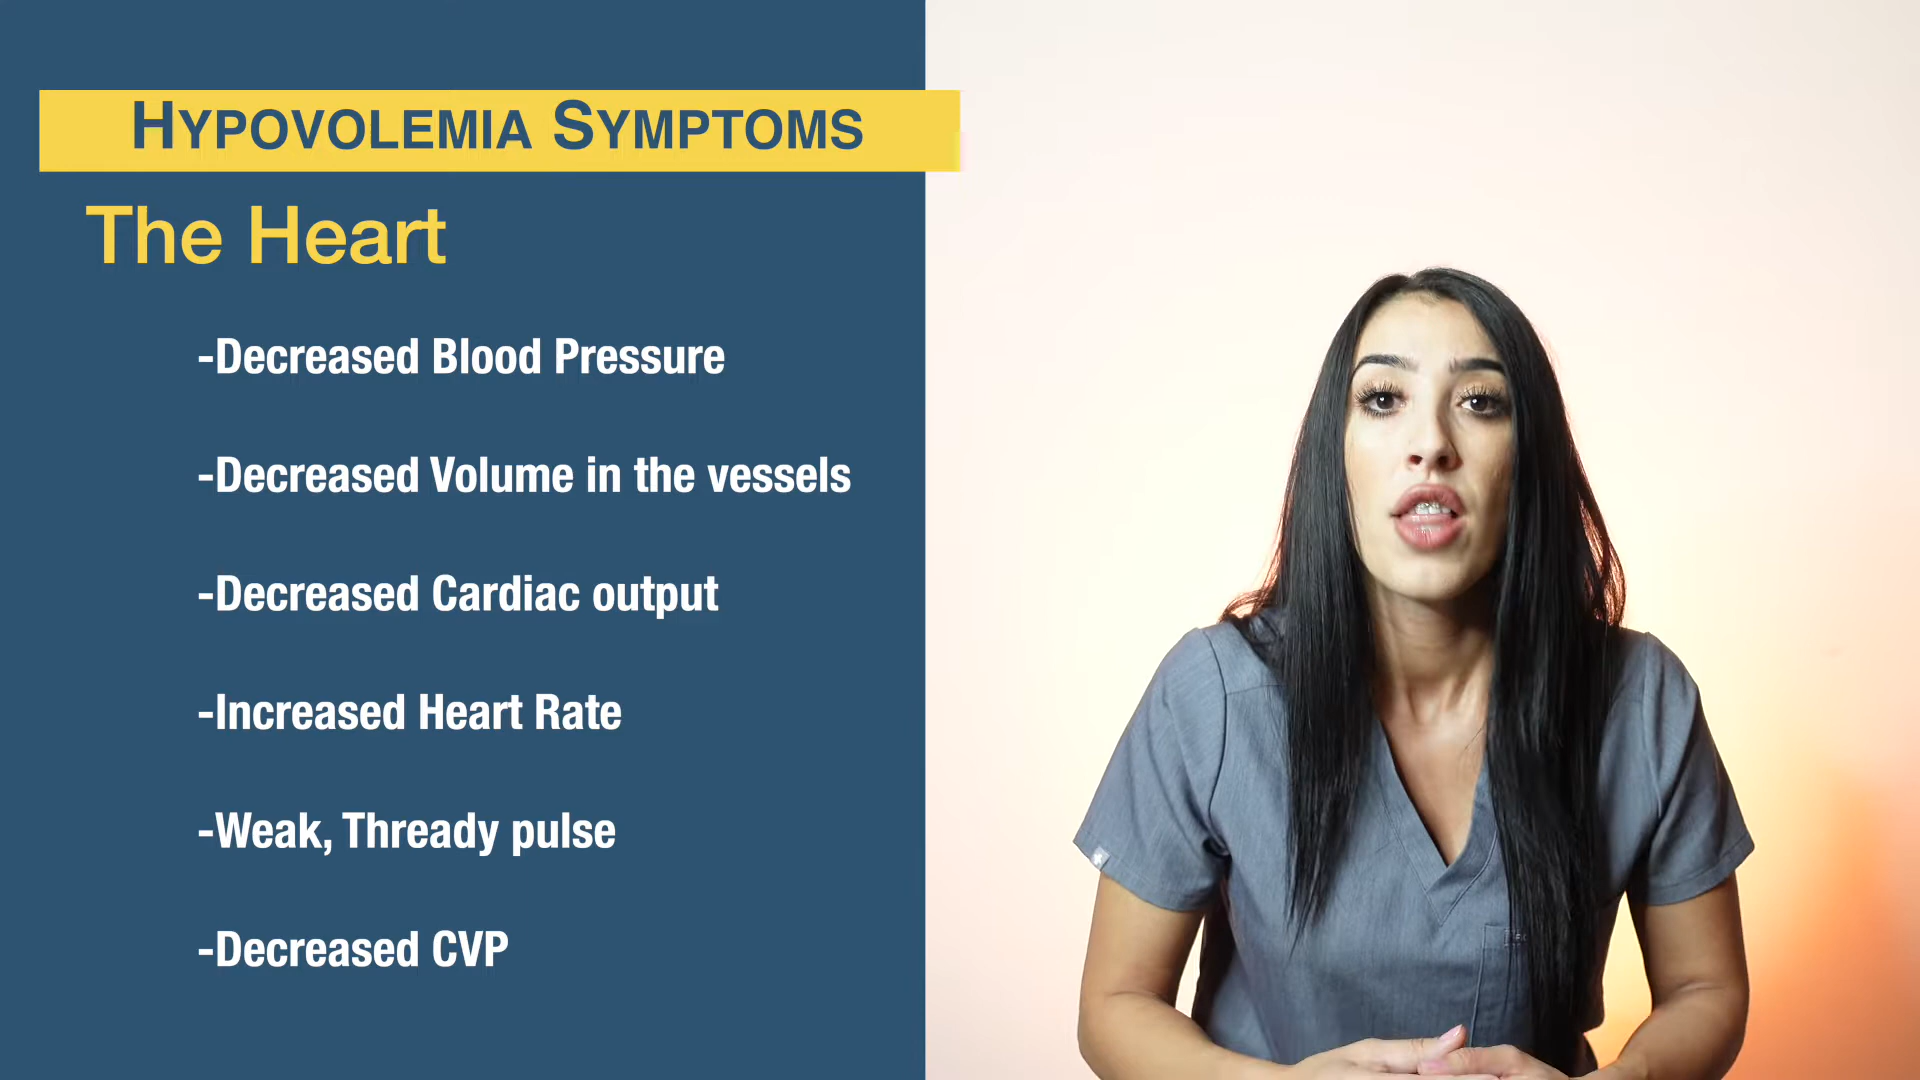 Hypovolemia Symptoms
The Heart
-Decreased Blood Pressure
-Decreased Volume in the vessels
-Decreased Cardiac output
-Increased Heart Rate
-Weak, Thready pulse
-Decreased CVP